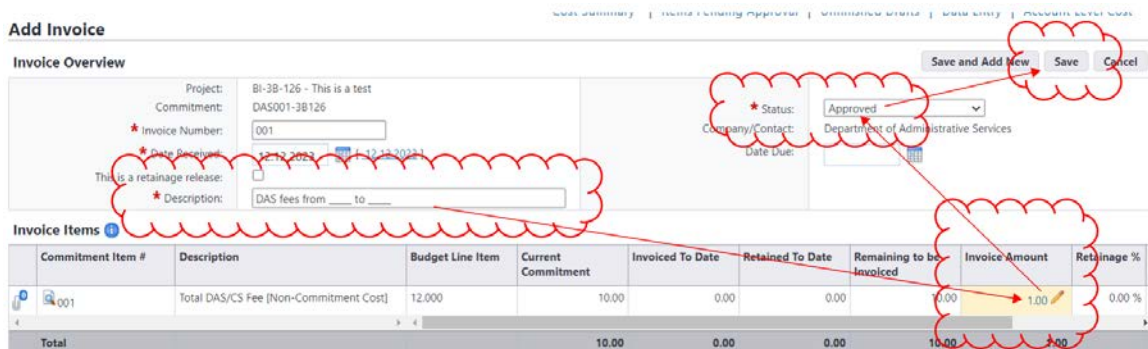 Cost Summary | Items Pending Approval | Unfinished Drafts | Data Entry | Account Level Cost
Add Invoice
Invoice Overview
Save and Add New Save Cancel
Project: BI-3B-126 - This is a test
Commitment: DAS001-3B126
* Status: Approved
* Invoice Number: 001
Company/Contact: Department of Administrative Services
* Date Received: 12.12.2023 [ 12.12.2023 ]
Date Due:
This is a retainage release:
* Description: DAS fees from ____ to ____
Invoice Items
Commitment Item # Description Budget Line Item Current Commitment Invoiced To Date Retained To Date Remaining to be Invoiced Invoice Amount Retainage %
0 001 Total DAS/CS Fee [Non-Commitment Cost] 12.000 10.00 0.00 0.00 10.00 1.00 0.00 %
Total 10.00 0.00 0.00 10.00 1.00